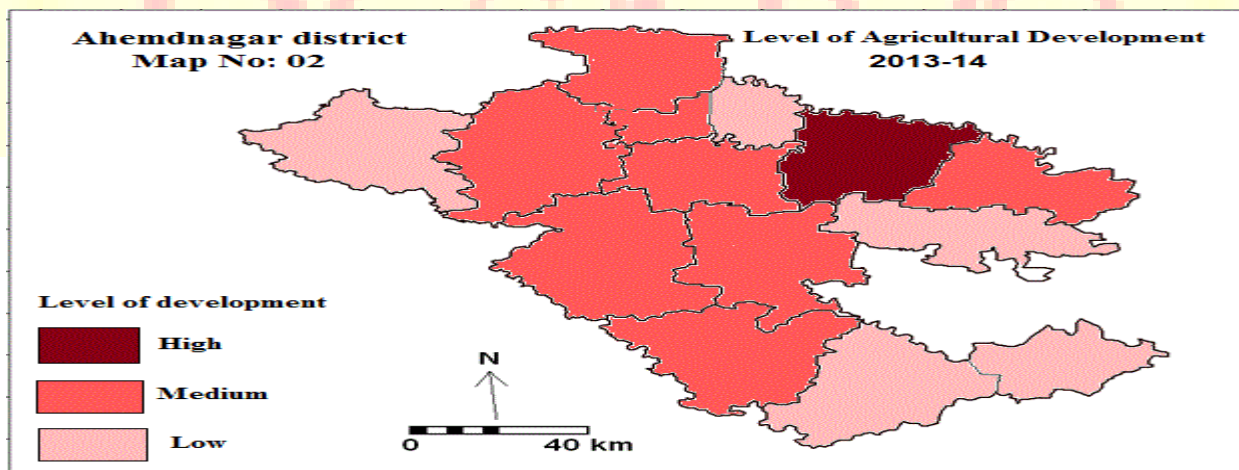 Ahemdnagar district
Map No: 02
Level of Agricultural Development
2013-14
Level of development
High
Medium
Low
N
0 40 km